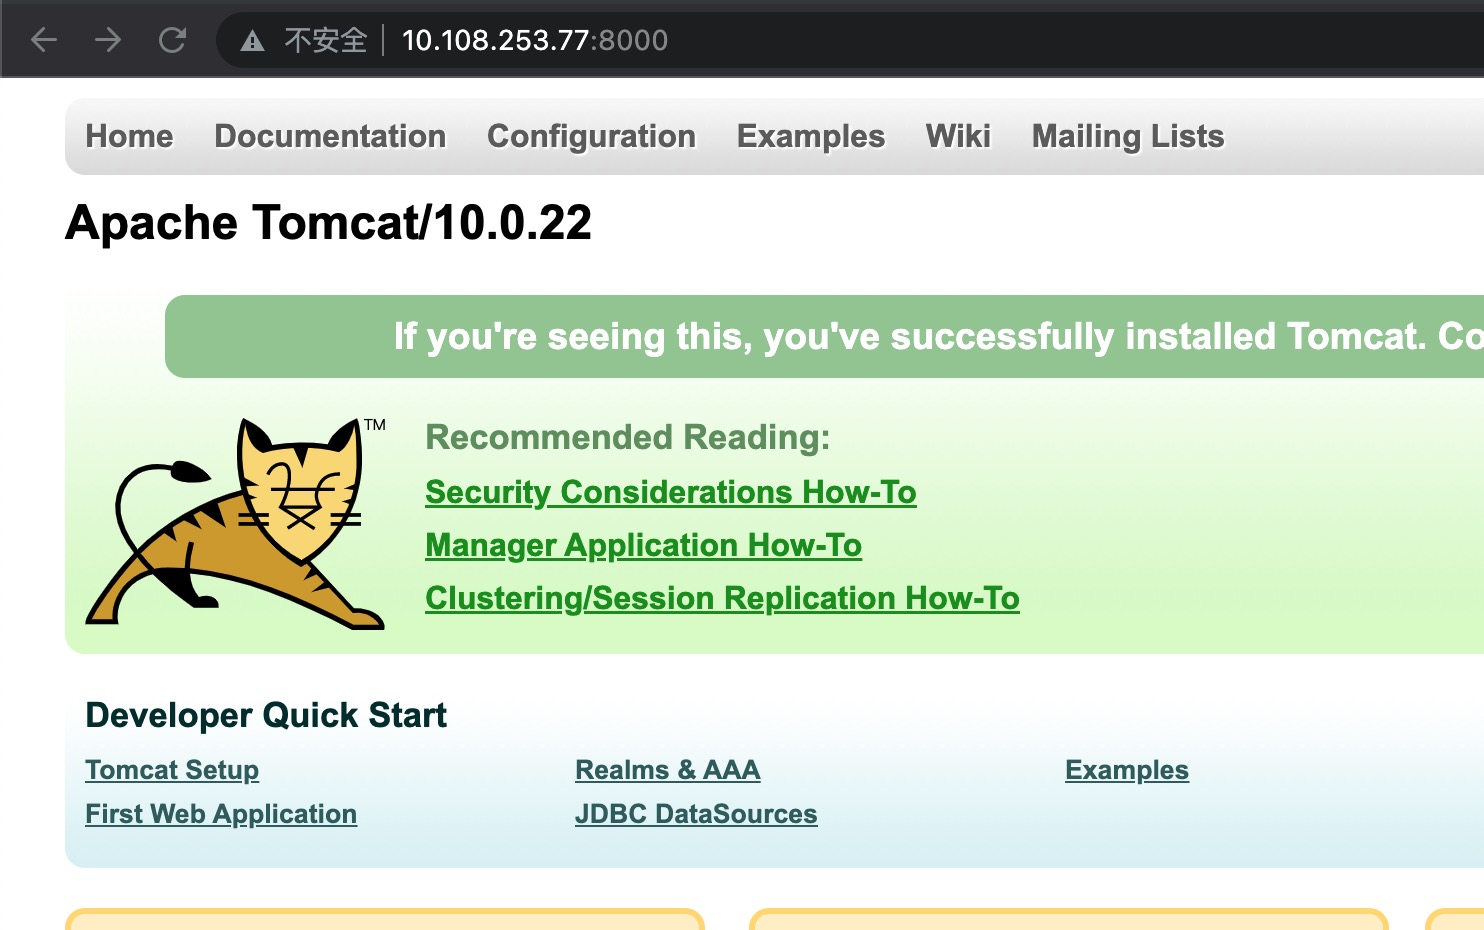 不安全 10.108.253.77:8000
Home Documentation Configuration Examples Wiki Mailing Lists
Apache Tomcat/10.0.22
If you're seeing this, you've successfully installed Tomcat. Co
TM
Recommended Reading:
Security Considerations How-To
Manager Application How-To
Clustering/Session Replication How-To
Developer Quick Start
Tomcat Setup Realms & AAA Examples
First Web Application JDBC DataSources